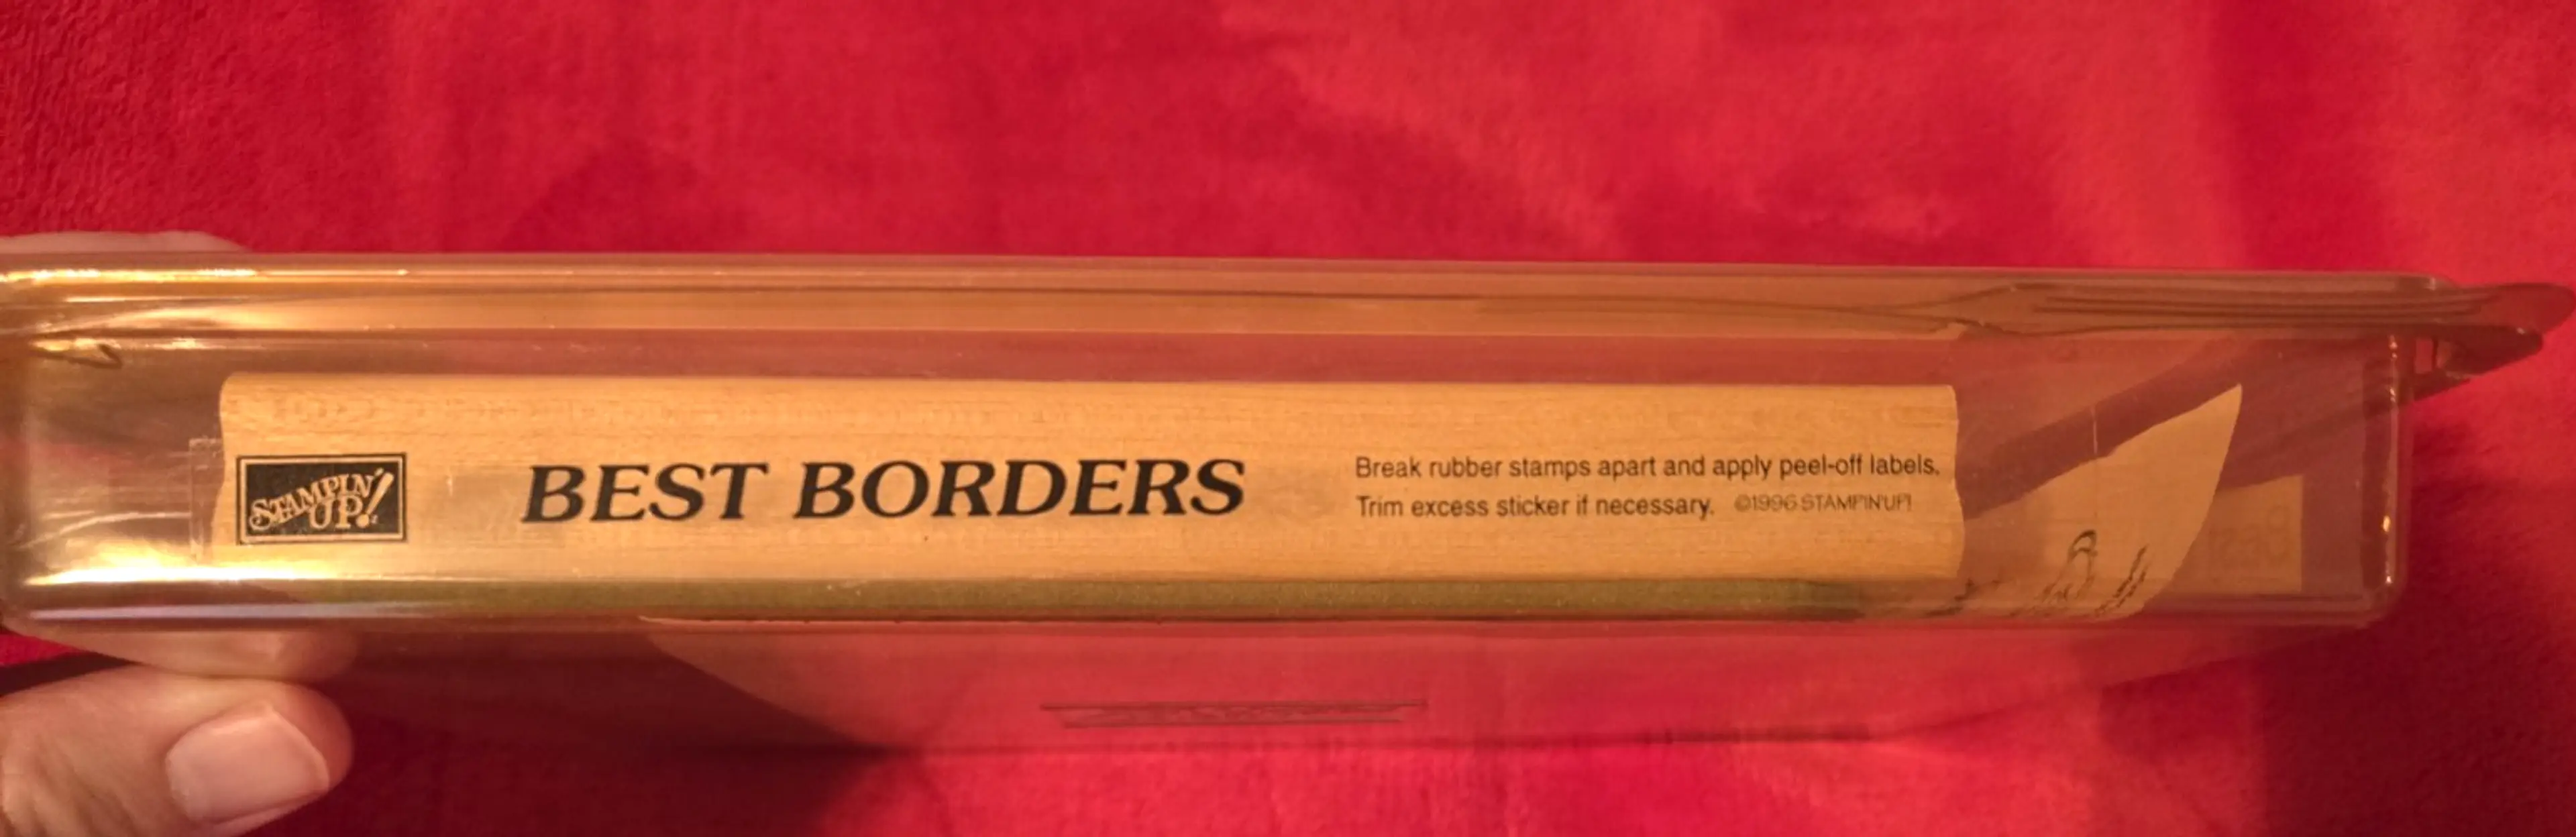 STAMPIN' UP!
BEST BORDERS
Break rubber stamps apart and apply peel-off labels.
Trim excess sticker if necessary. ©1996 STAMPIN'UP!